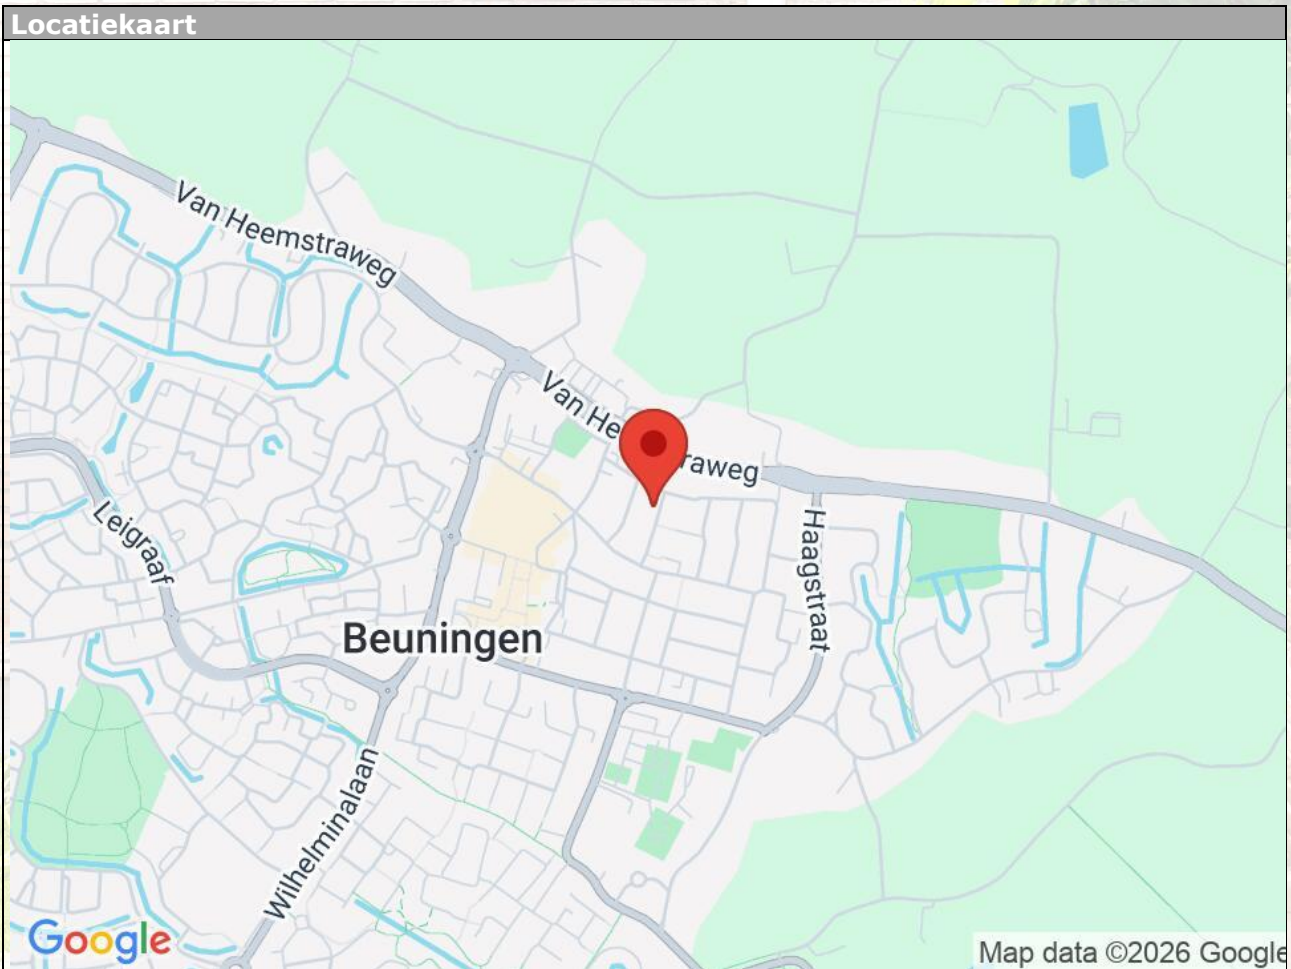 Locatiekaart
Van Heemstraweg
Van He
raweg
Leigraaf
Haagstraat
Beuningen
Wilhelminalaan
Google
Map data ©2026 Google